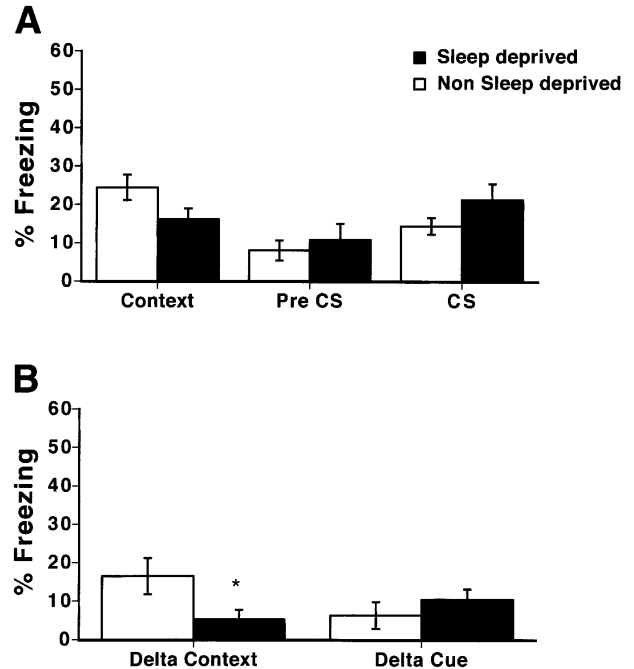 A
60
Sleep deprived
50
Non Sleep deprived
40
30
20
10
0
% Freezing
Context Pre CS CS
B
60
50
40
30
20
*
10
0
% Freezing
Delta Context Delta Cue